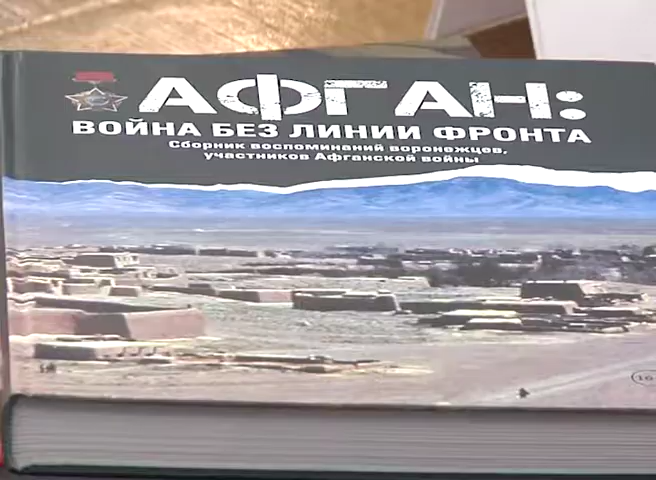 АФГАН:
ВОЙНА БЕЗ ЛИНИИ ФРОНТА
Сборник воспоминаний воронежцев,
участников Афганской войны